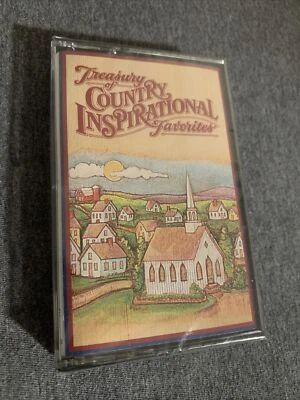 Treasury
of
COUNTRY
INSPIRATIONAL
Favorites